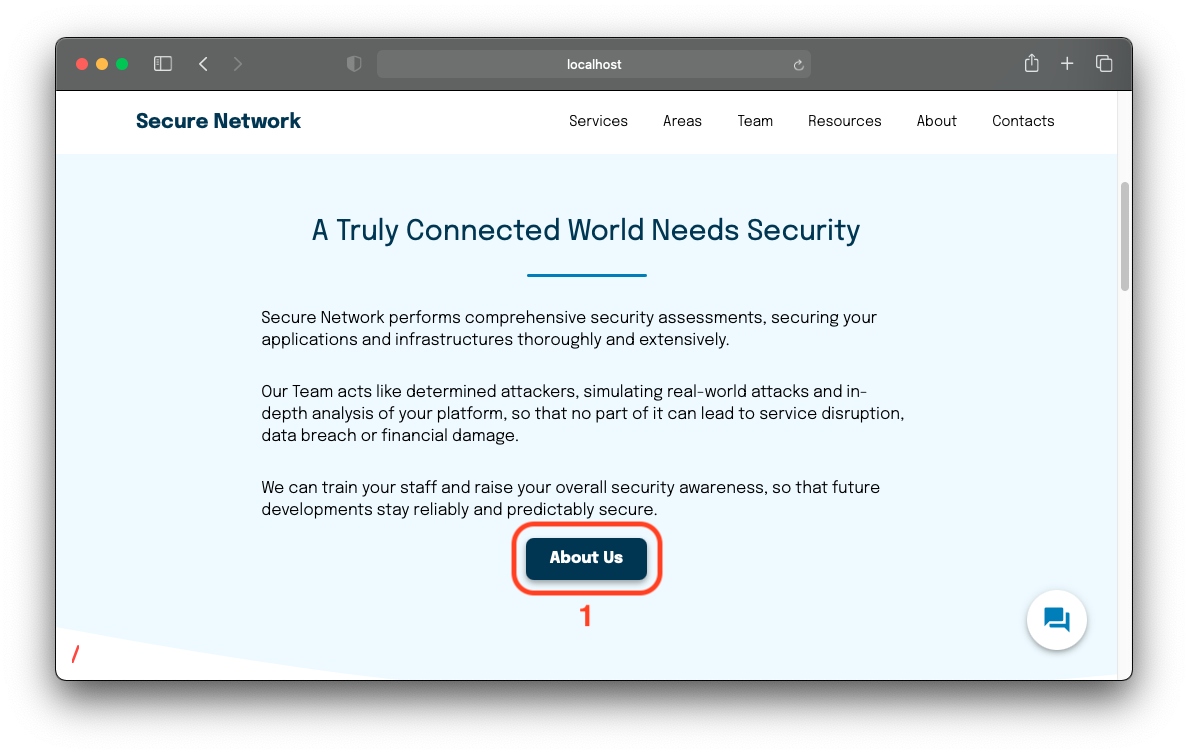 localhost
Secure Network
Services Areas Team Resources About Contacts
A Truly Connected World Needs Security
Secure Network performs comprehensive security assessments, securing your
applications and infrastructures thoroughly and extensively.
Our Team acts like determined attackers, simulating real-world attacks and in-
depth analysis of your platform, so that no part of it can lead to service disruption,
data breach or financial damage.
We can train your staff and raise your overall security awareness, so that future
developments stay reliably and predictably secure.
About Us
1
/